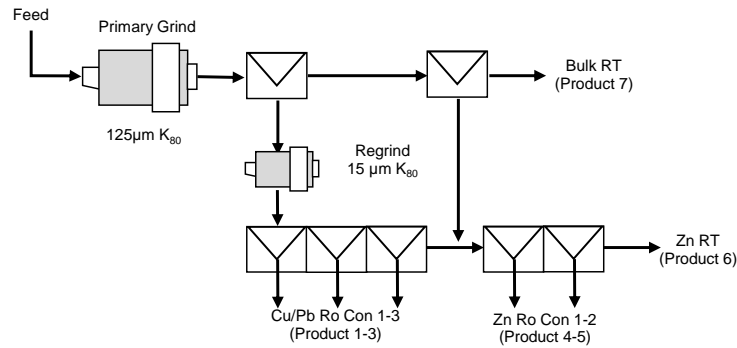 Feed
Primary Grind
125µm K80
Bulk RT
(Product 7)
Regrind
15 µm K80
Zn RT
(Product 6)
Cu/Pb Ro Con 1-3
(Product 1-3)
Zn Ro Con 1-2
(Product 4-5)